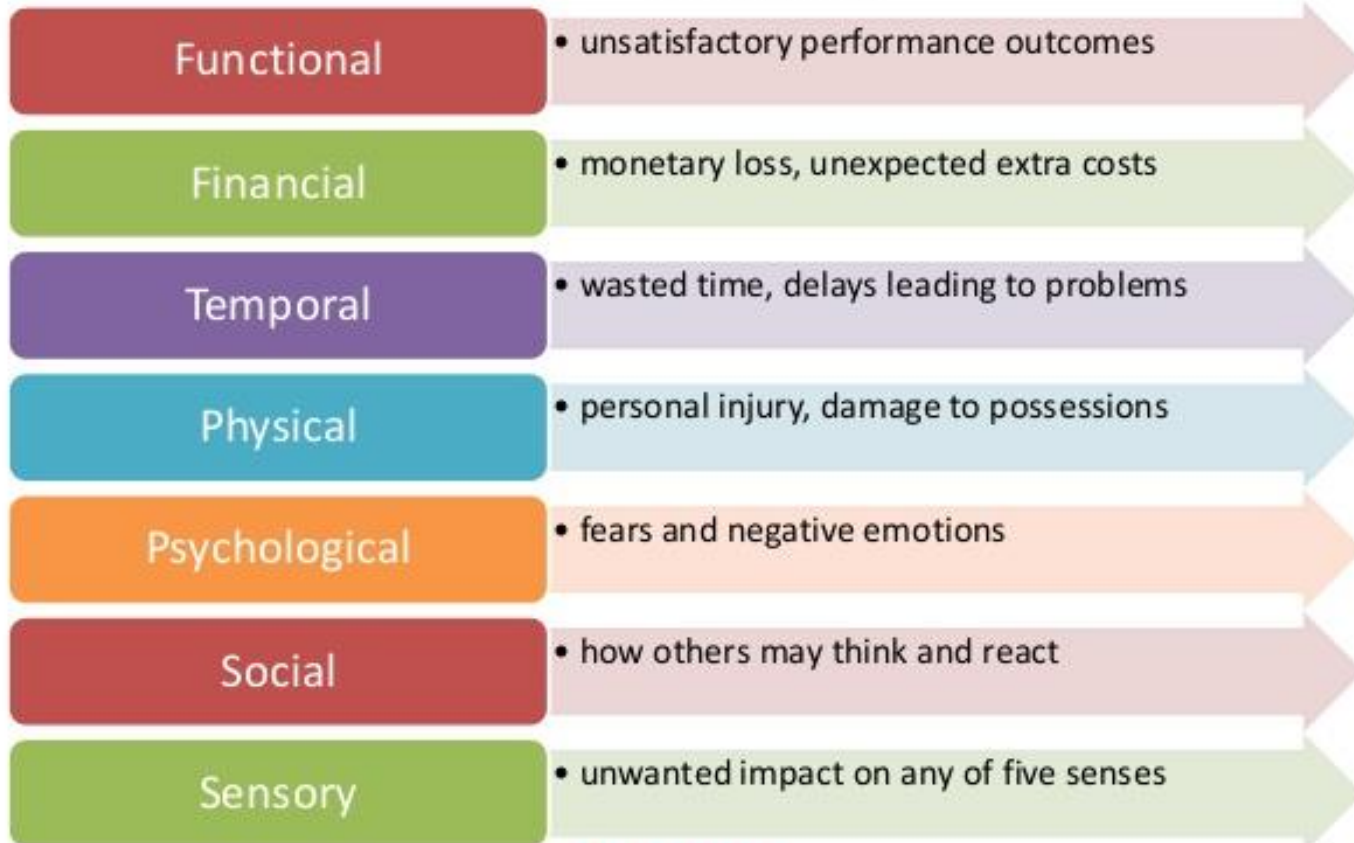 Functional
• unsatisfactory performance outcomes
Financial
• monetary loss, unexpected extra costs
Temporal
• wasted time, delays leading to problems
Physical
• personal injury, damage to possessions
Psychological
• fears and negative emotions
Social
• how others may think and react
Sensory
• unwanted impact on any of five senses